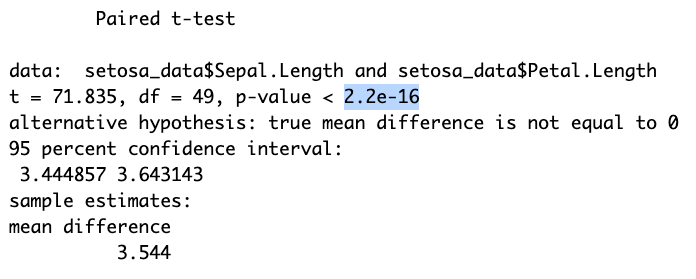 Paired t-test
data: setosa_data$Sepal.Length and setosa_data$Petal.Length
t = 71.835, df = 49, p-value < 2.2e-16
alternative hypothesis: true mean difference is not equal to 0
95 percent confidence interval:
3.444857 3.643143
sample estimates:
mean difference
3.544